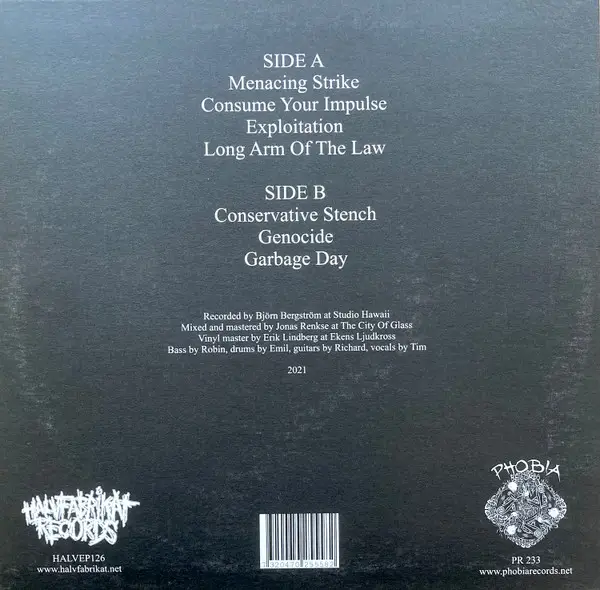 SIDE A
Menacing Strike
Consume Your Impulse
Exploitation
Long Arm Of The Law
SIDE B
Conservative Stench
Genocide
Garbage Day
Recorded by Björn Bergström at Studio Hawaii
Mixed and mastered by Jonas Renkse at The City Of Glass
Vinyl master by Erik Lindberg at Ekens Ljudkross
Bass by Robin, drums by Emil, guitars by Richard, vocals by Tim
2021
HALVFABRIKAT
RECORDS
HALVEP126
www.halvfabrikat.net
PHOBIA
PR 233
www.phobiarecords.net